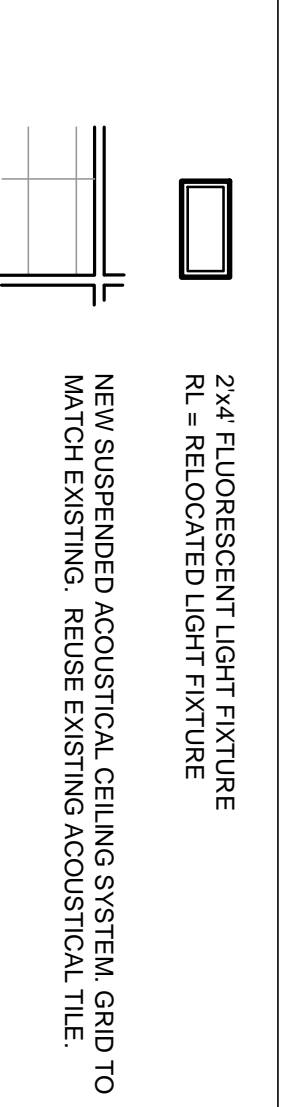 2'x4' FLUORESCENT LIGHT FIXTURE
RL = RELOCATED LIGHT FIXTURE
NEW SUSPENDED ACOUSTICAL CEILING SYSTEM. GRID TO
MATCH EXISTING.  REUSE EXISTING ACOUSTICAL TILE.